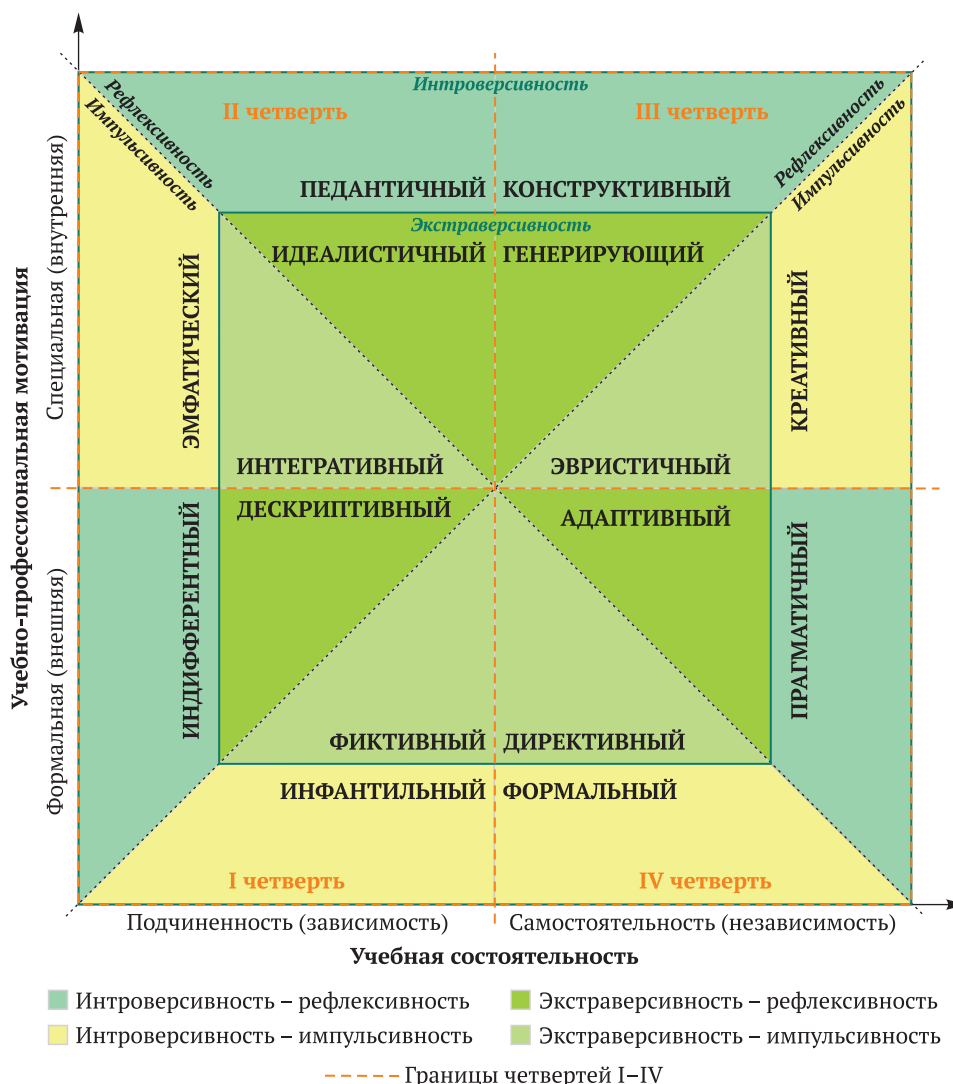 Интроверсивность
Рефлексивность
Импульсивность
II четверть
III четверть
Рефлексивность
Импульсивность
ПЕДАНТИЧНЫЙ
КОНСТРУКТИВНЫЙ
Экстраверсивность
ИДЕАЛИСТИЧНЫЙ
ГЕНЕРИРУЮЩИЙ
Учебно-профессиональная мотивация
Специальная (внутренняя)
ЭМФАТИЧЕСКИЙ
КРЕАТИВНЫЙ
ИНТЕГРАТИВНЫЙ
ЭВРИСТИЧНЫЙ
ДЕСКРИПТИВНЫЙ
АДАПТИВНЫЙ
Формальная (внешняя)
ИНДИФФЕРЕНТНЫЙ
ПРАГМАТИЧНЫЙ
ФИКТИВНЫЙ
ДИРЕКТИВНЫЙ
ИНФАНТИЛЬНЫЙ
ФОРМАЛЬНЫЙ
I четверть
IV четверть
Подчиненность (зависимость)
Самостоятельность (независимость)
Учебная состоятельность
Интроверсивность – рефлексивность
Экстраверсивность – рефлексивность
Интроверсивность – импульсивность
Экстраверсивность – импульсивность
Границы четвертей I–IV